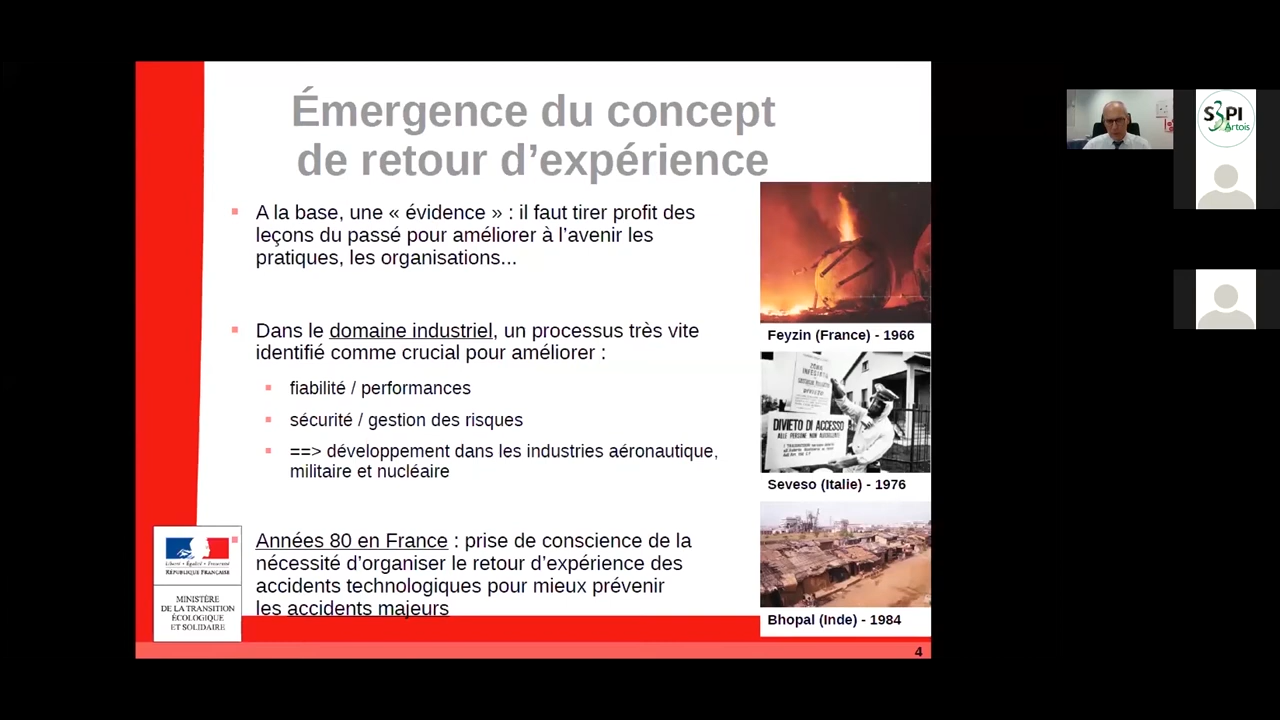 Émergence du concept
de retour d’expérience
A la base, une « évidence » : il faut tirer profit des
leçons du passé pour améliorer à l’avenir les
pratiques, les organisations...
Dans le domaine industriel, un processus très vite
identifié comme crucial pour améliorer :
fiabilité / performances
sécurité / gestion des risques
==> développement dans les industries aéronautique,
militaire et nucléaire
Années 80 en France : prise de conscience de la
nécessité d’organiser le retour d’expérience des
accidents technologiques pour mieux prévenir
les accidents majeurs
Feyzin (France) - 1966
DIVIETO DI ACCESSO
Seveso (Italie) - 1976
Bhopal (Inde) - 1984
Liberté • Égalité • Fraternité
RÉPUBLIQUE FRANÇAISE
MINISTÈRE
DE LA TRANSITION
ÉCOLOGIQUE
ET SOLIDAIRE
4
S3PI
Artois